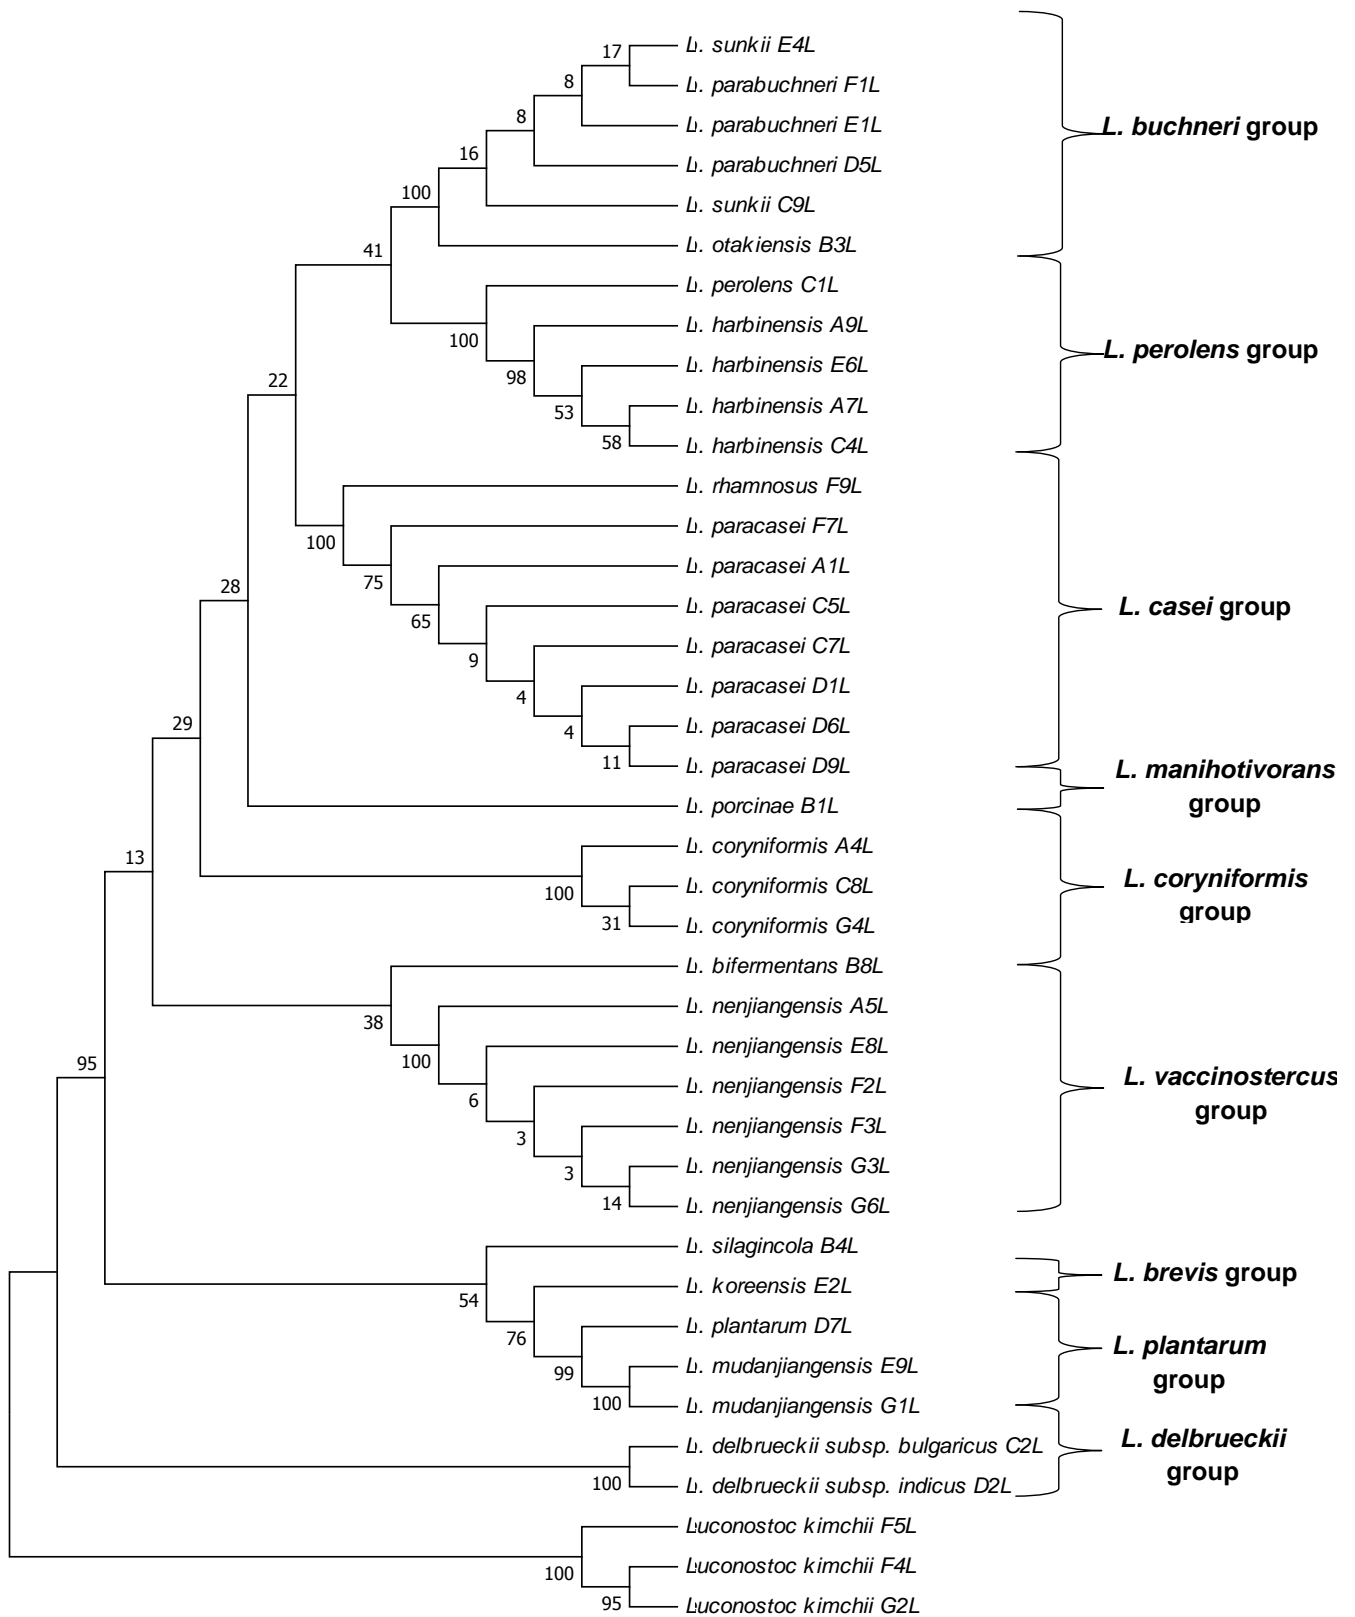 17
L. sunkii E4L
8
L. parabuchneri F1L
8
L. parabuchneri E1L
L. buchneri group
16
L. parabuchneri D5L
100
L. sunkii C9L
41
L. otakiensis B3L
L. perolens C1L
100
L. harbinensis A9L
L. perolens group
98
L. harbinensis E6L
22
53
L. harbinensis A7L
58
L. harbinensis C4L
L. rhamnosus F9L
100
L. paracasei F7L
75
L. paracasei A1L
28
65
L. paracasei C5L
L. casei group
9
L. paracasei C7L
4
L. paracasei D1L
29
4
L. paracasei D6L
11
L. paracasei D9L
L. manihotivorans
group
L. porcinae B1L
13
L. coryniformis A4L
100
L. coryniformis C8L
L. coryniformis
group
31
L. coryniformis G4L
L. bifermentans B8L
38
L. nenjiangensis A5L
100
L. nenjiangensis E8L
95
6
L. nenjiangensis F2L
L. vaccinostercus
group
3
L. nenjiangensis F3L
3
L. nenjiangensis G3L
14
L. nenjiangensis G6L
L. silagincola B4L
L. brevis group
54
L. koreensis E2L
76
L. plantarum D7L
L. plantarum
group
99
L. mudanjiangensis E9L
100
L. mudanjiangensis G1L
L. delbrueckii subsp. bulgaricus C2L
L. delbrueckii
group
100
L. delbrueckii subsp. indicus D2L
Luconostoc kimchii F5L
100
Luconostoc kimchii F4L
95
Luconostoc kimchii G2L